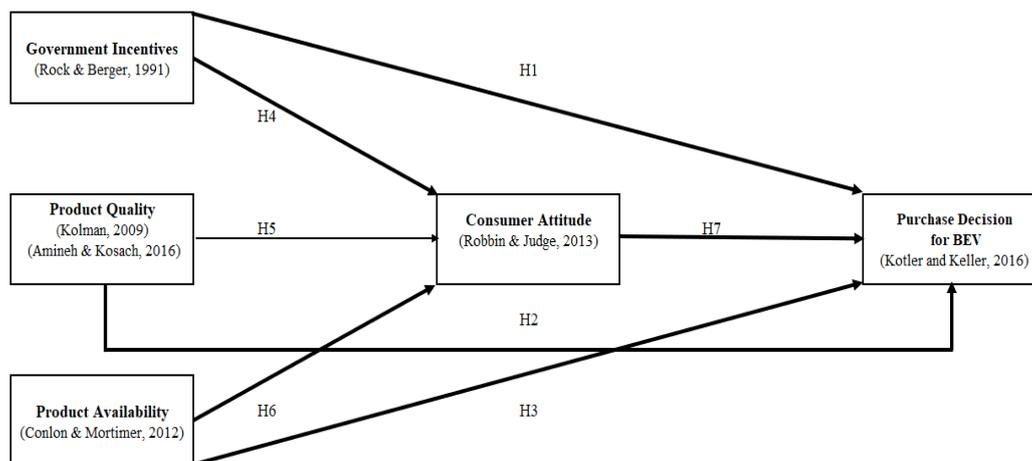 Government Incentives
(Rock & Berger, 1991)
H1
H4
Product Quality
(Kolman, 2009)
(Amineh & Kosach, 2016)
H5
Consumer Attitude
(Robbin & Judge, 2013)
H7
Purchase Decision
for BEV
(Kotler and Keller, 2016)
H2
Product Availability
(Conlon & Mortimer, 2012)
H6
H3